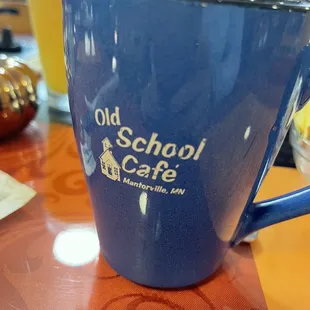 Old
School
Café
Mantorville, MN